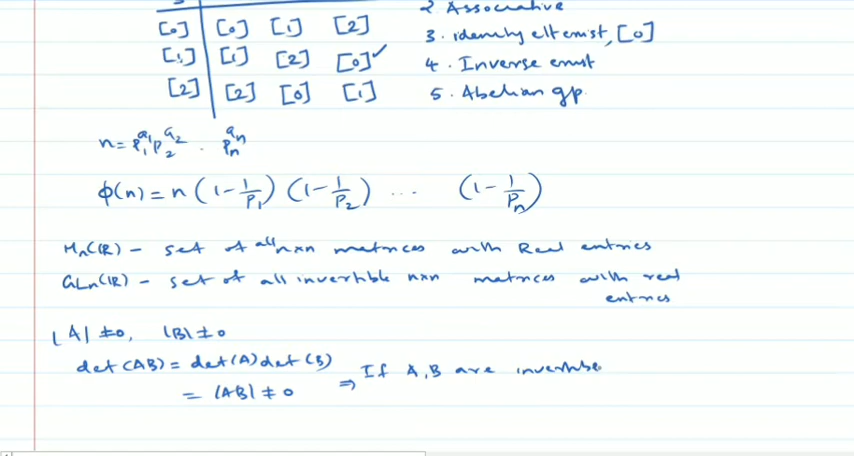 2 Associative
[0] [0] [1] [2] 3. idenity elt exist, [0]
[1] [1] [2] [0]✓ 4. Inverse exist
[2] [2] [0] [1] 5. Abelian gp.
n = p₁^a₁ p₂^a₂ . pₙ^aₙ
ϕ(n) = n (1 - 1/P₁) (1 - 1/P₂) ... (1 - 1/Pₙ)
Mₙ(R) - set of all nxn matrices with Real entries
GLₙ(R) - set of all invertible nxn matrices with real
entries
|A| ≠ 0, |B| ≠ 0
det(AB) = det(A) det(B)
= |AB| ≠ 0 ⇒ If A, B are invertible